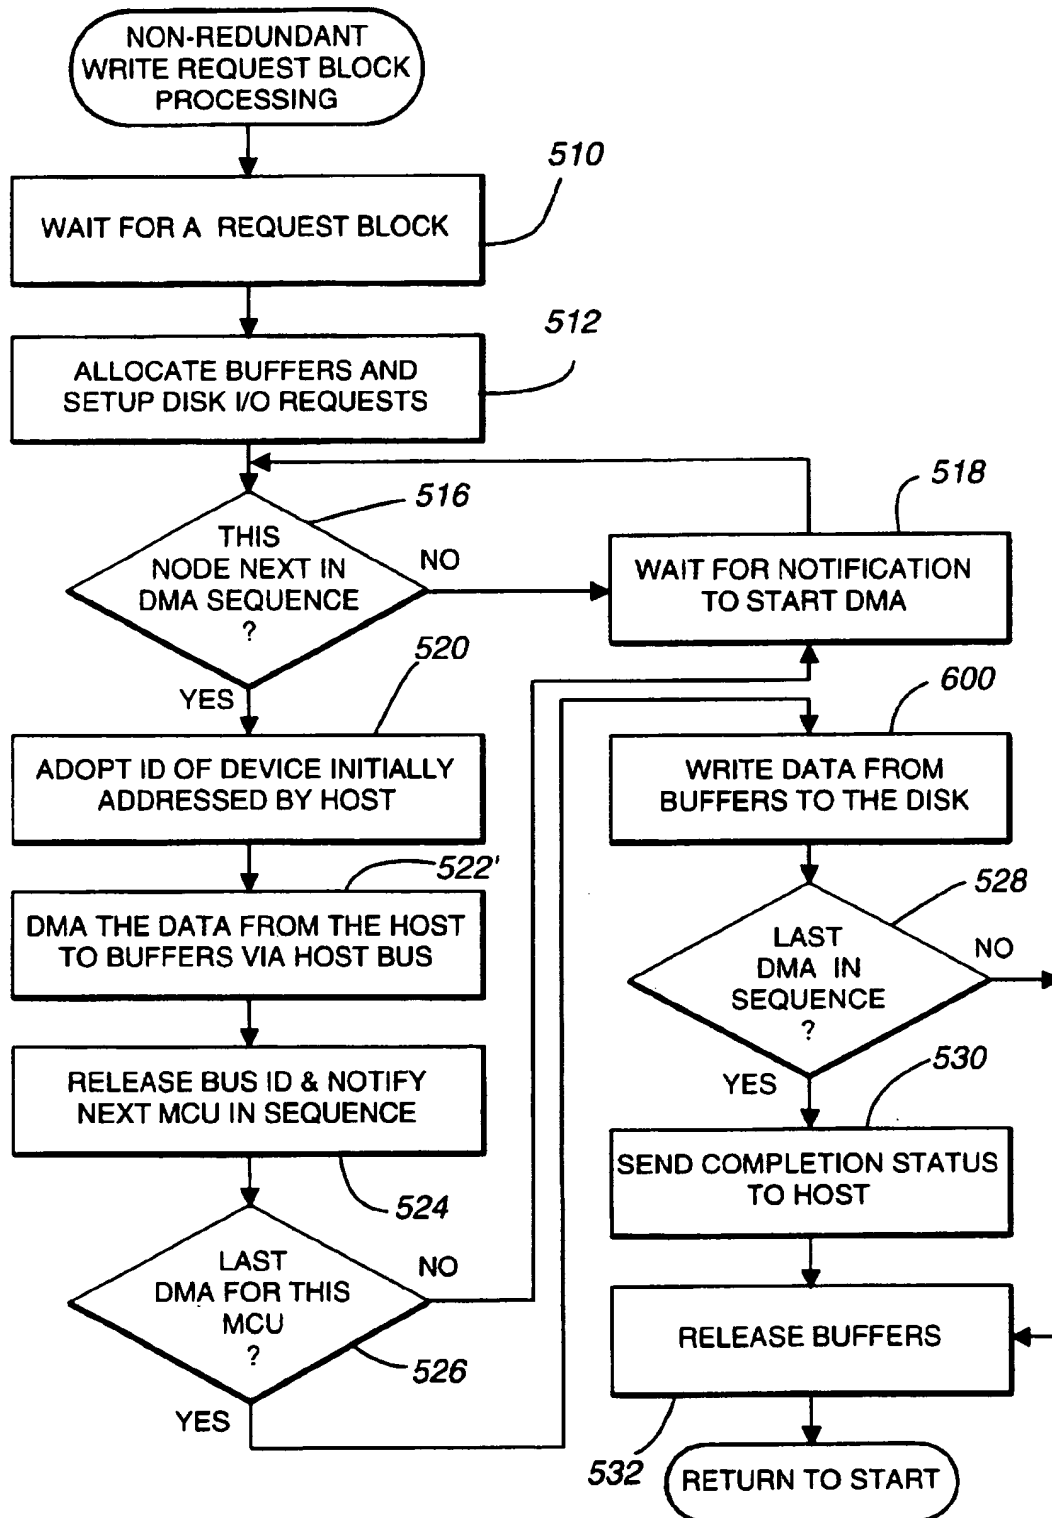 NON-REDUNDANT
WRITE REQUEST BLOCK
PROCESSING
510
WAIT FOR A REQUEST BLOCK
512
ALLOCATE BUFFERS AND
SETUP DISK I/O REQUESTS
516
THIS
NODE NEXT IN
DMA SEQUENCE
?
NO
YES
518
WAIT FOR NOTIFICATION
TO START DMA
520
ADOPT ID OF DEVICE INITIALLY
ADDRESSED BY HOST
522'
DMA THE DATA FROM THE HOST
TO BUFFERS VIA HOST BUS
RELEASE BUS ID & NOTIFY
NEXT MCU IN SEQUENCE
524
LAST
DMA FOR THIS
MCU
?
NO
526
YES
600
WRITE DATA FROM
BUFFERS TO THE DISK
528
LAST
DMA IN
SEQUENCE
?
NO
YES
530
SEND COMPLETION STATUS
TO HOST
RELEASE BUFFERS
532
RETURN TO START